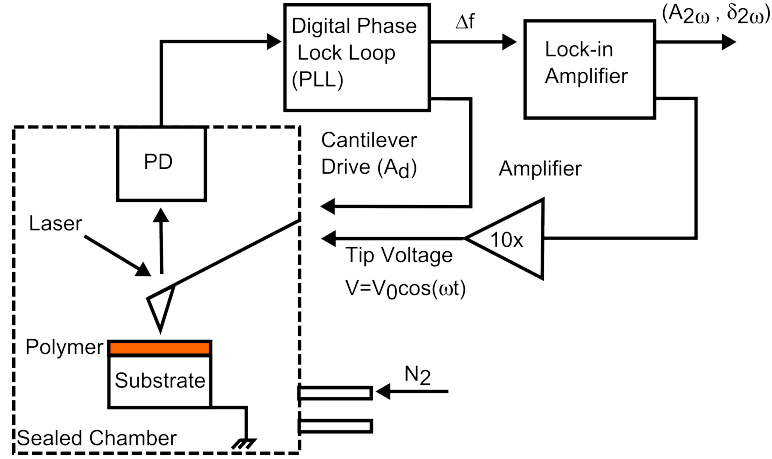 Digital Phase
Lock Loop
(PLL)
Δf
Lock-in
Amplifier
(A2ω , δ2ω)
PD
Cantilever
Drive (Ad)
Amplifier
Laser
10x
Tip Voltage
V=V0cos(ωt)
Polymer
Substrate
N2
Sealed Chamber